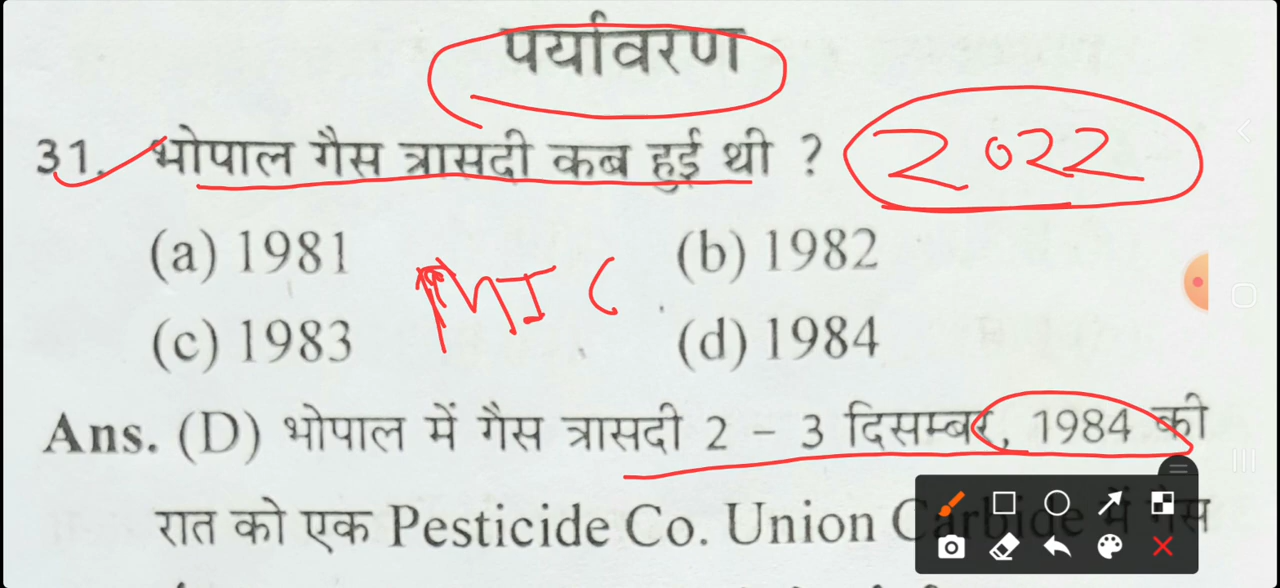 पर्यावरण
31. भोपाल गैस त्रासदी कब हुई थी ? 2022
(a) 1981 (b) 1982
MIC
(c) 1983 (d) 1984
Ans. (D) भोपाल में गैस त्रासदी 2 – 3 दिसम्बर, 1984 की
रात को एक Pesticide Co. Union Carbide में गैस